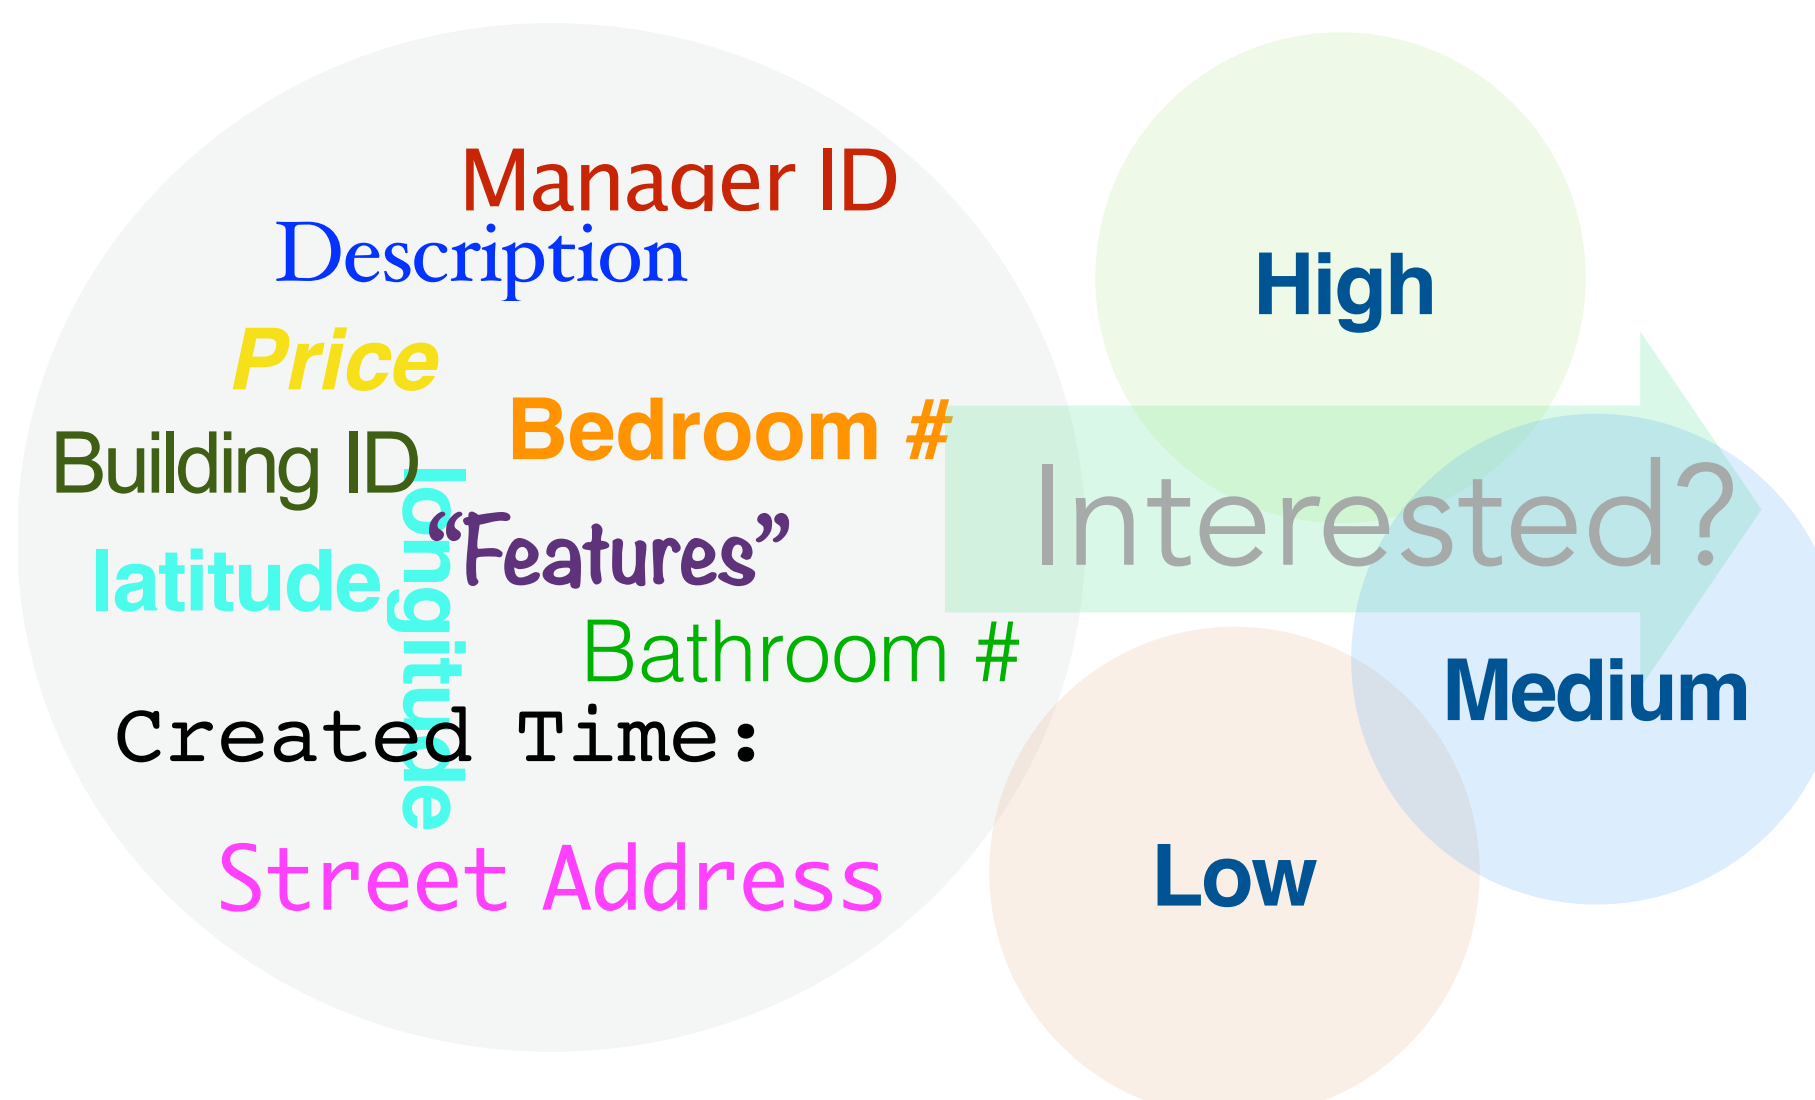 Manager ID
Description
Price
Bedroom #
Building ID
longitude
"Features"
latitude
Bathroom #
Created Time:
Street Address
High
Interested?
Medium
Low